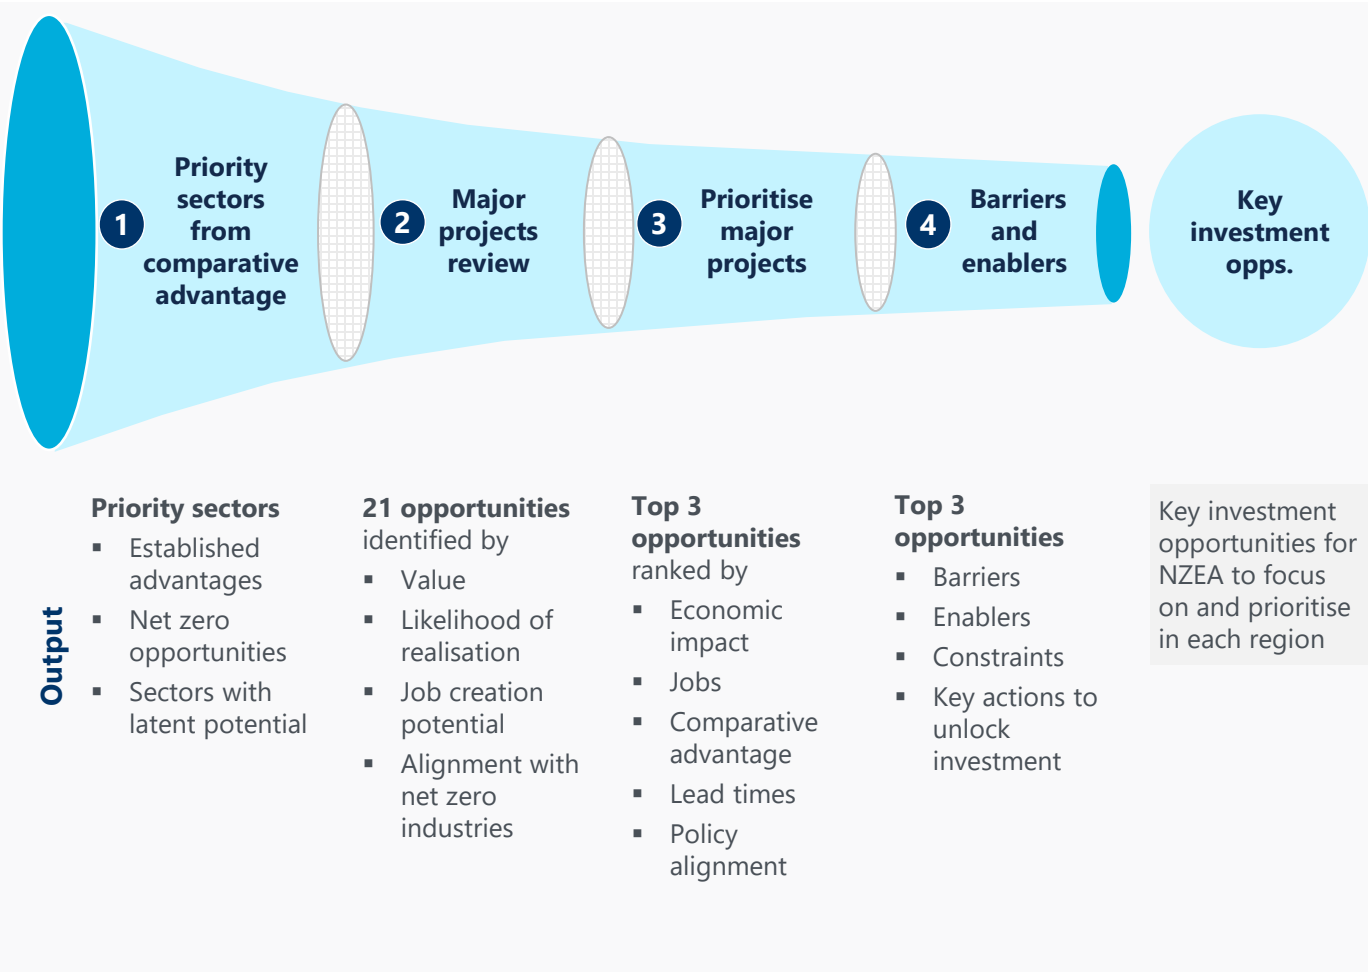 1
Priority
sectors
from
comparative
advantage
2
Major
projects
review
3
Prioritise
major
projects
4
Barriers
and
enablers
Key
investment
opps.
Output
Priority sectors
▪ Established
advantages
▪ Net zero
opportunities
▪ Sectors with
latent potential
21 opportunities
identified by
▪ Value
▪ Likelihood of
realisation
▪ Job creation
potential
▪ Alignment with
net zero
industries
Top 3
opportunities
ranked by
▪ Economic
impact
▪ Jobs
▪ Comparative
advantage
▪ Lead times
▪ Policy
alignment
Top 3
opportunities
▪ Barriers
▪ Enablers
▪ Constraints
▪ Key actions to
unlock
investment
Key investment
opportunities for
NZEA to focus
on and prioritise
in each region